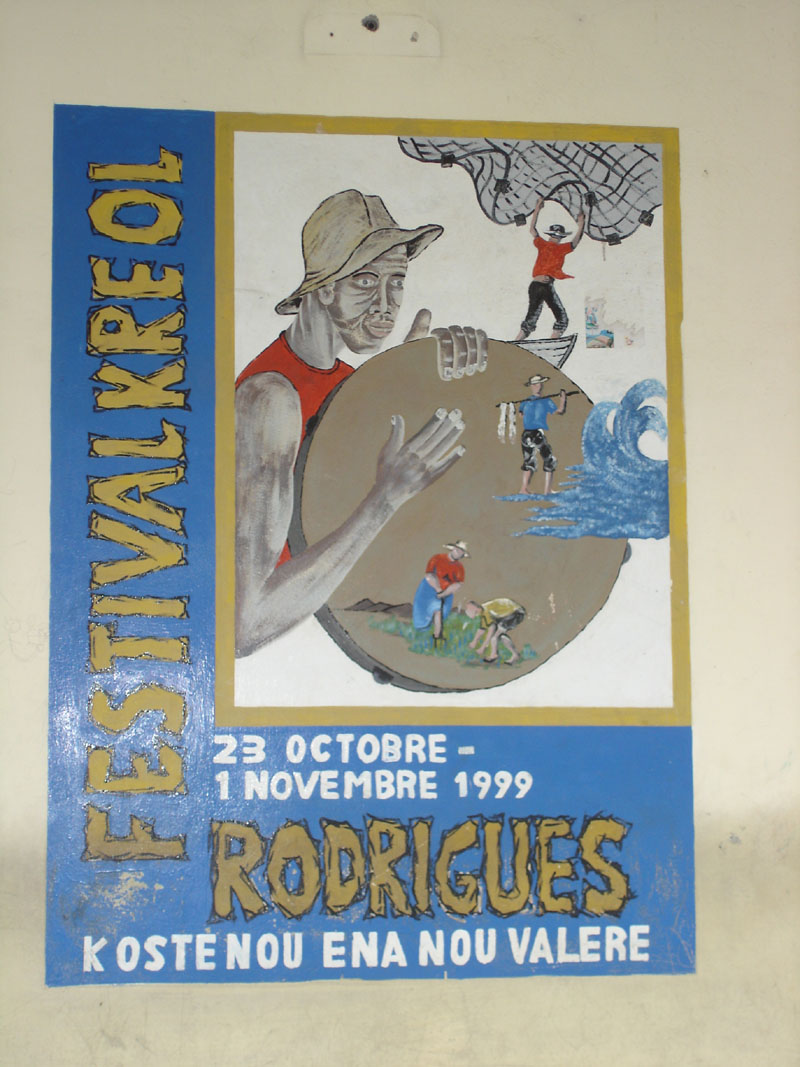 FESTIVAL KREOL
23 OCTOBRE -
1 NOVEMBRE 1999
RODRIGUES
KOSTE NOU ENA NOU VALERE